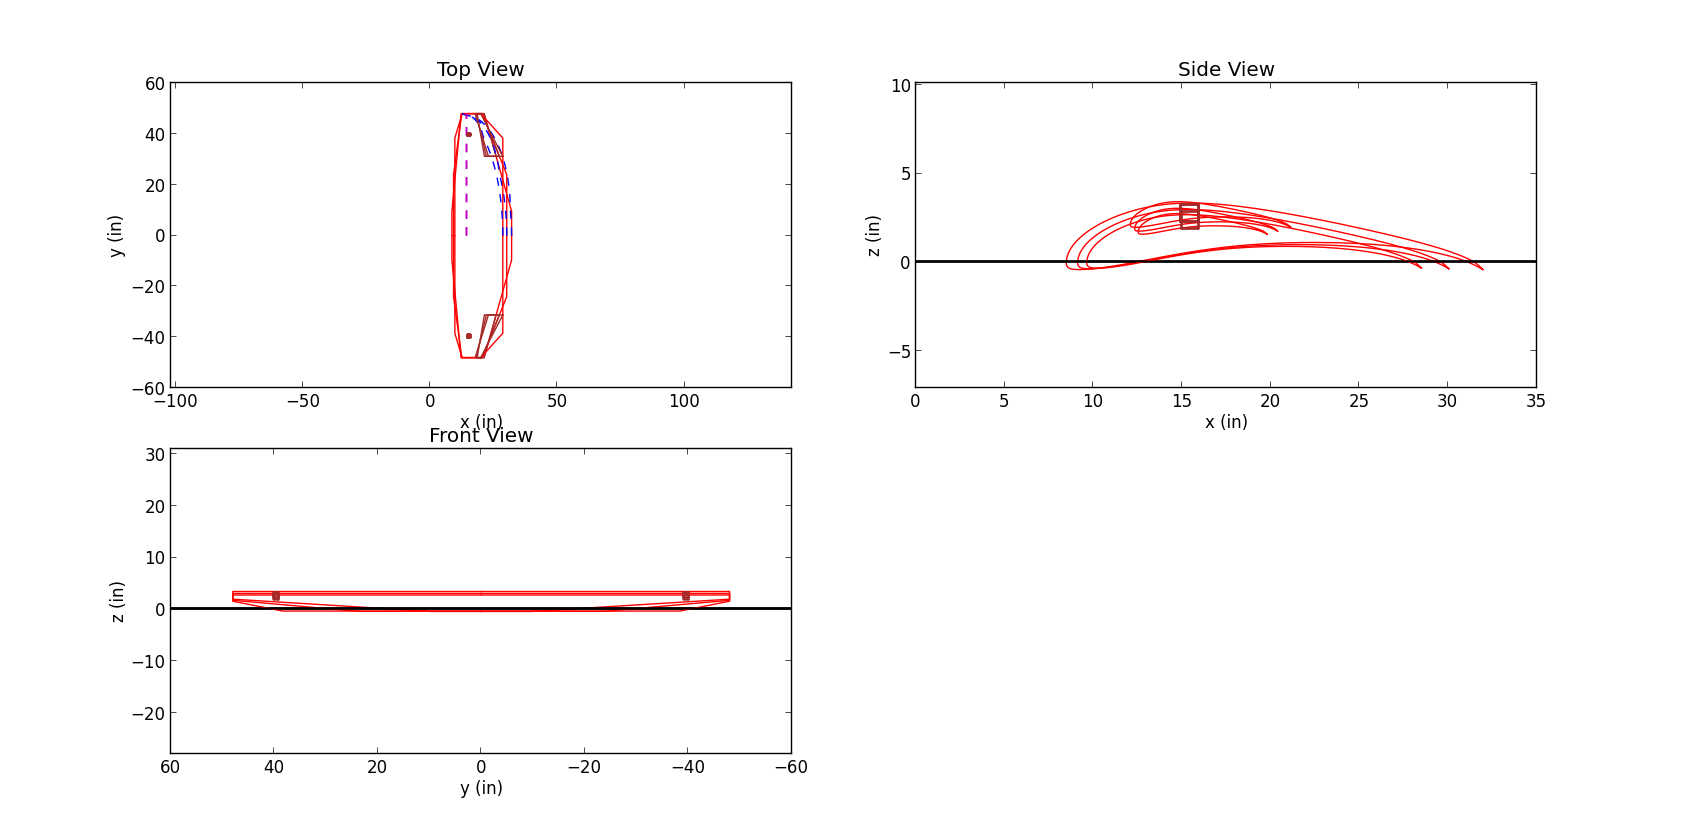 Top View
60
40
20
0
−20
−40
−60
y (in)
−100 −50 0 50 100
x (in)
Side View
10
5
0
−5
z (in)
0 5 10 15 20 25 30 35
x (in)
Front View
30
20
10
0
−10
−20
z (in)
60 40 20 0 −20 −40 −60
y (in)